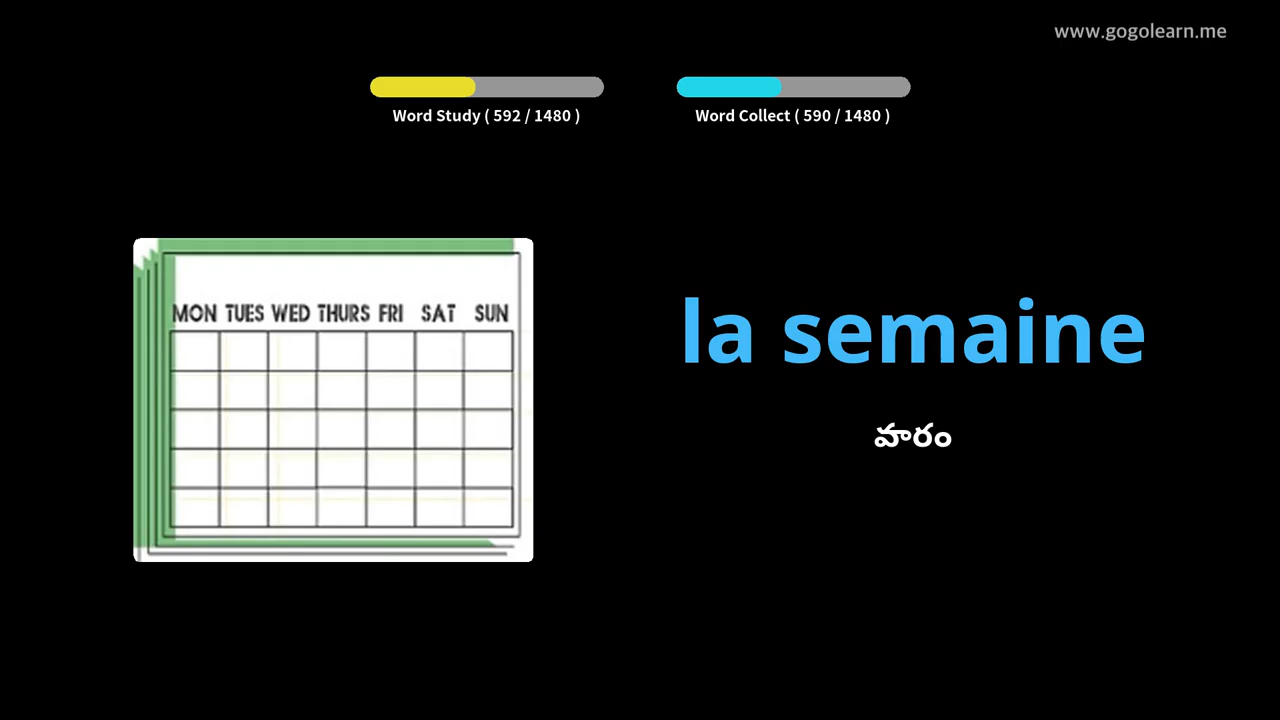 www.gogolearn.me
Word Study ( 592 / 1480 )
Word Collect ( 590 / 1480 )
MON TUES WED THURS FRI SAT SUN
la semaine
వారం